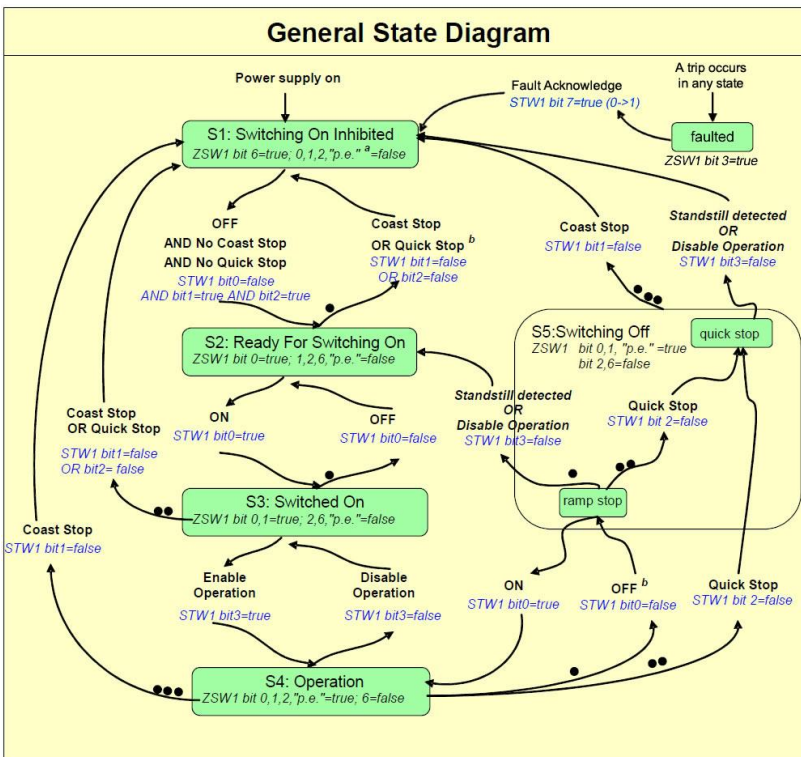 General State Diagram
Power supply on
Fault Acknowledge
STW1 bit 7=true (0->1)
A trip occurs
in any state
S1: Switching On Inhibited
ZSW1 bit 6=true; 0,1,2,"p.e." a =false
faulted
ZSW1 bit 3=true
OFF
AND No Coast Stop
AND No Quick Stop
STW1 bit0=false
AND bit1=true AND bit2=true
Coast Stop
OR Quick Stop b
STW1 bit1=false
OR bit2=false
Coast Stop
STW1 bit1=false
Standstill detected
OR
Disable Operation
STW1 bit3=false
S2: Ready For Switching On
ZSW1 bit 0=true; 1,2,6,"p.e."=false
S5:Switching Off
ZSW1 bit 0,1, "p.e." =true
bit 2,6=false
quick stop
Coast Stop
OR Quick Stop
STW1 bit1=false
OR bit2= false
ON
STW1 bit0=true
OFF
STW1 bit0=false
Standstill detected
OR
Disable Operation
STW1 bit3=false
Quick Stop
STW1 bit 2=false
S3: Switched On
ZSW1 bit 0,1=true; 2,6,"p.e."=false
ramp stop
Coast Stop
STW1 bit1=false
Enable
Operation
STW1 bit3=true
Disable
Operation
STW1 bit3=false
ON
STW1 bit0=true
OFF b
STW1 bit0=false
Quick Stop
STW1 bit 2=false
S4: Operation
ZSW1 bit 0,1,2,"p.e."=true; 6=false